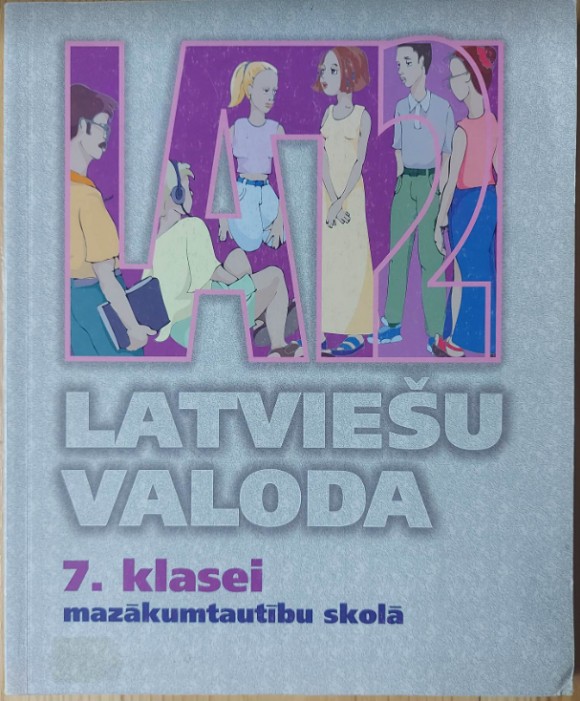 LAT2
LATVIEŠU
VALODA
7. klasei
mazākumtautību skolā